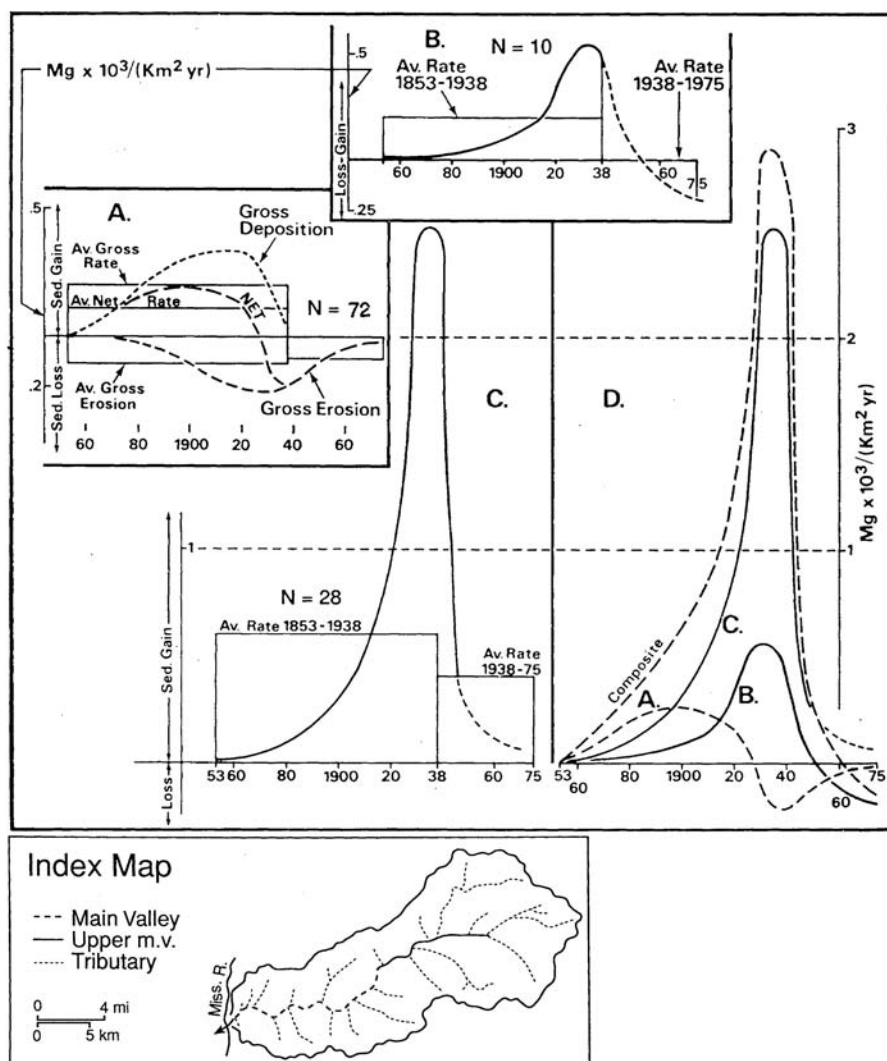 Mg x 10³/(Km² yr)
B.
N = 10
.5
Av. Rate
1853-1938
Av. Rate
1938-1975
Loss-Gain
.25
60
80
1900
20
38
60
75
A.
.5
Gross
Deposition
Av. Gross
Rate
Av. Net
Rate
NET
N = 72
Sed. Gain
Sed. Loss
.2
Av. Gross
Erosion
Gross Erosion
60
80
1900
20
40
60
C.
1
N = 28
Av. Rate 1853-1938
Av. Rate
1938-75
Sed. Gain
Loss
53
60
80
1900
20
38
60
75
D.
3
2
1
Mg x 10³/(Km² yr)
Composite
A.
C.
B.
53
60
80
1900
20
40
60
75
Index Map
Main Valley
Upper m.v.
Tributary
0 4 mi
0 5 km
Miss. R.